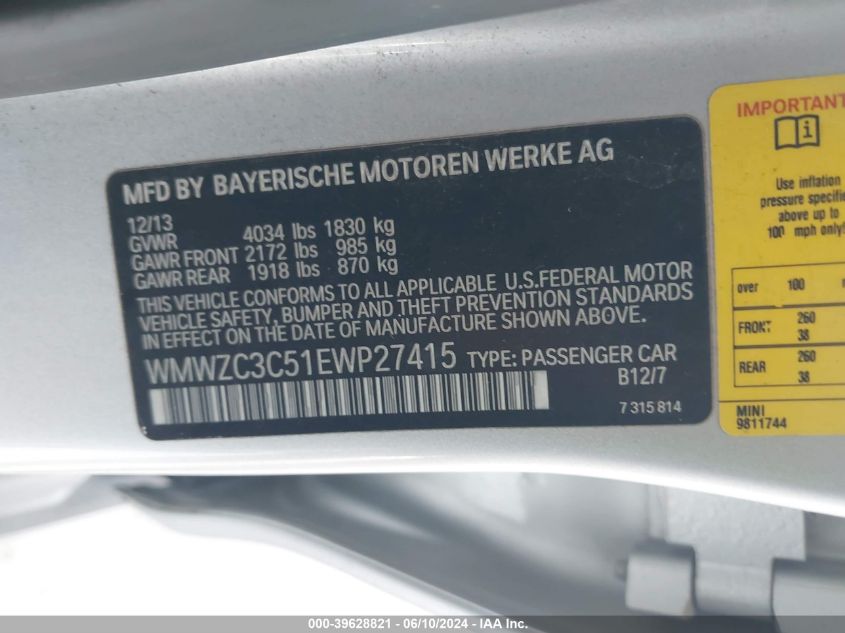 MFD BY BAYERISCHE MOTOREN WERKE AG
12/13
GVWR 4034 lbs 1830 kg
GAWR FRONT 2172 lbs 985 kg
GAWR REAR 1918 lbs 870 kg
THIS VEHICLE CONFORMS TO ALL APPLICABLE U.S.FEDERAL MOTOR
VEHICLE SAFETY, BUMPER AND THEFT PREVENTION STANDARDS
IN EFFECT ON THE DATE OF MANUFACTURE SHOWN ABOVE.
WMWZC3C51EWP27415 TYPE: PASSENGER CAR
B12/7
7 315 814
IMPORTANT
i
Use inflation
pressure specifie
above up to
100 mph only!
over 100
FRONT 260
38
REAR 260
38
MINI
9811744
000-39628821 - 06/10/2024 - IAA Inc.